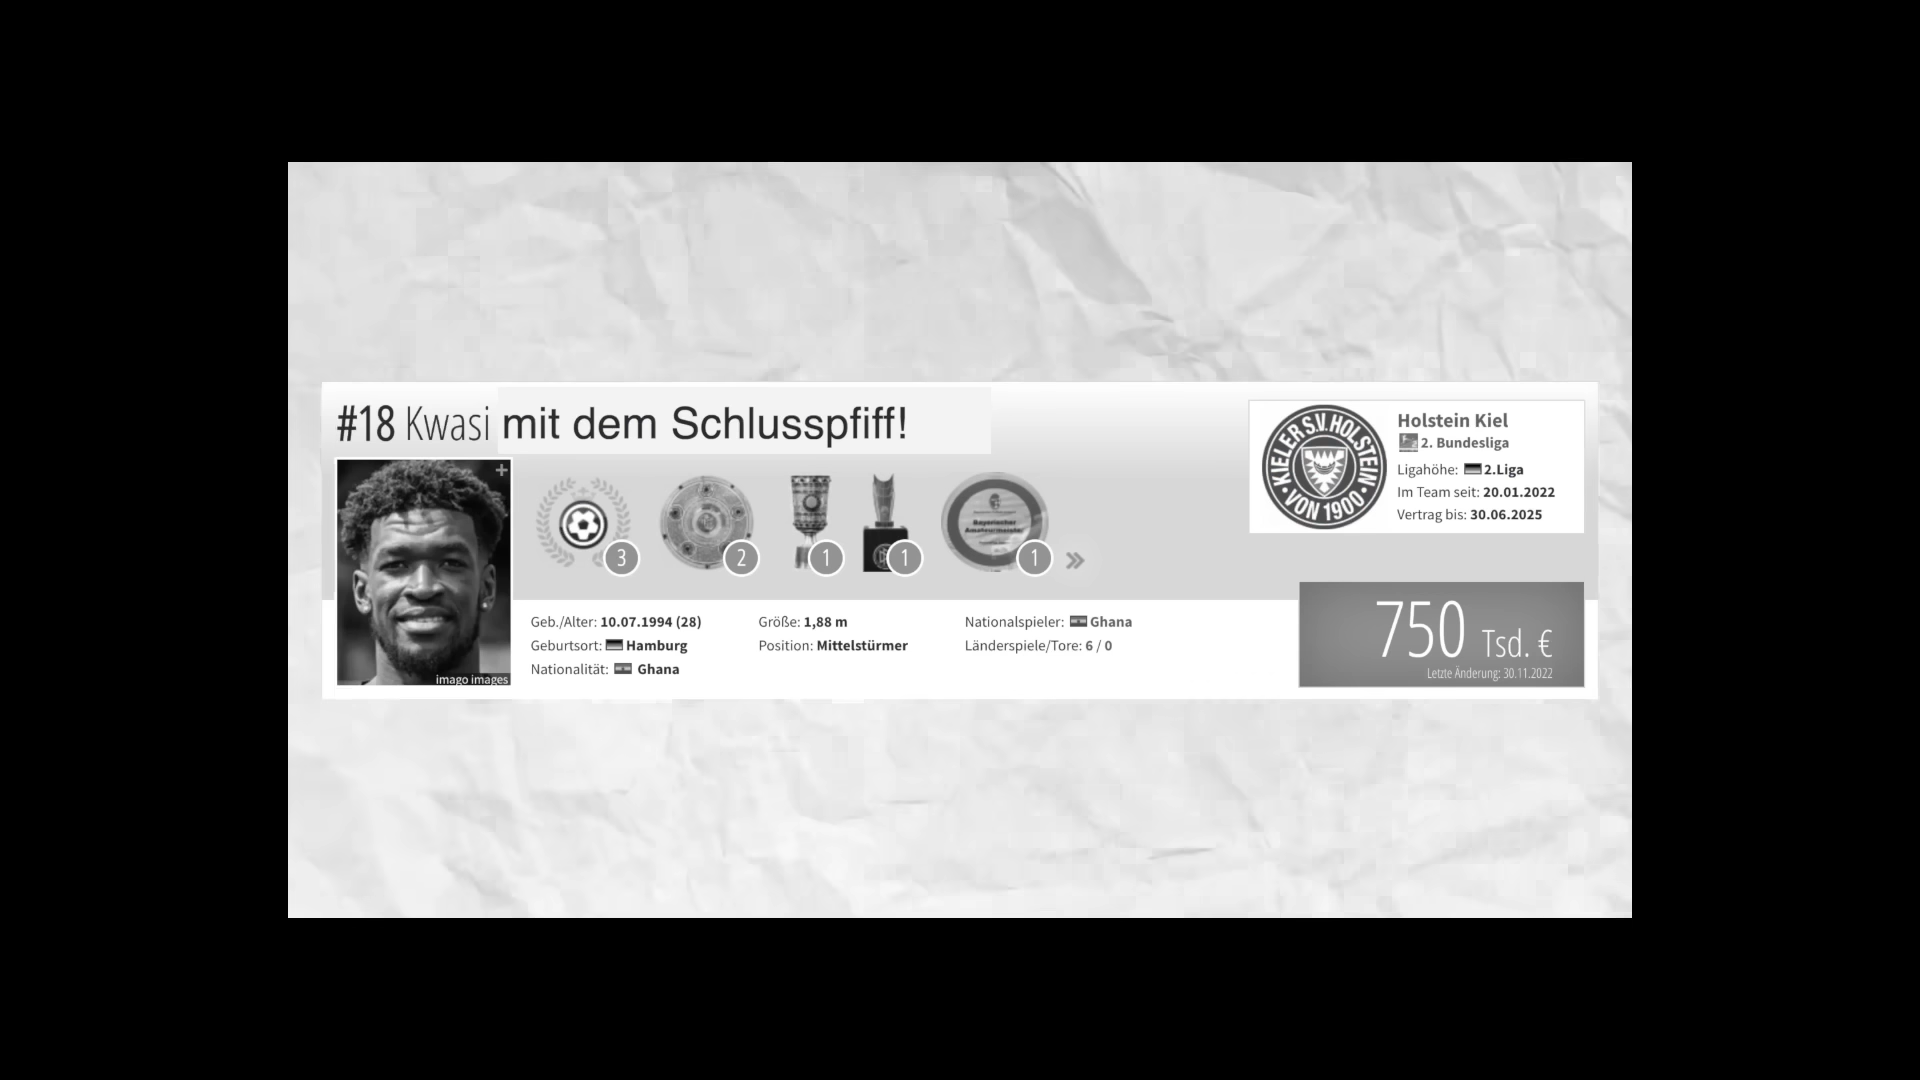 #18 Kwasi mit dem Schlusspfiff!
imago images
3
2
1
1
Bayerischer
Amateurmeister
1
Geb./Alter: 10.07.1994 (28)
Geburtsort: Hamburg
Nationalität: Ghana
Größe: 1,88 m
Position: Mittelstürmer
Nationalspieler: Ghana
Länderspiele/Tore: 6 / 0
KIELER S.V. HOLSTEIN
VON 1900
Holstein Kiel
2. Bundesliga
Ligahöhe: 2.Liga
Im Team seit: 20.01.2022
Vertrag bis: 30.06.2025
750 Tsd. €
Letzte Änderung: 30.11.2022